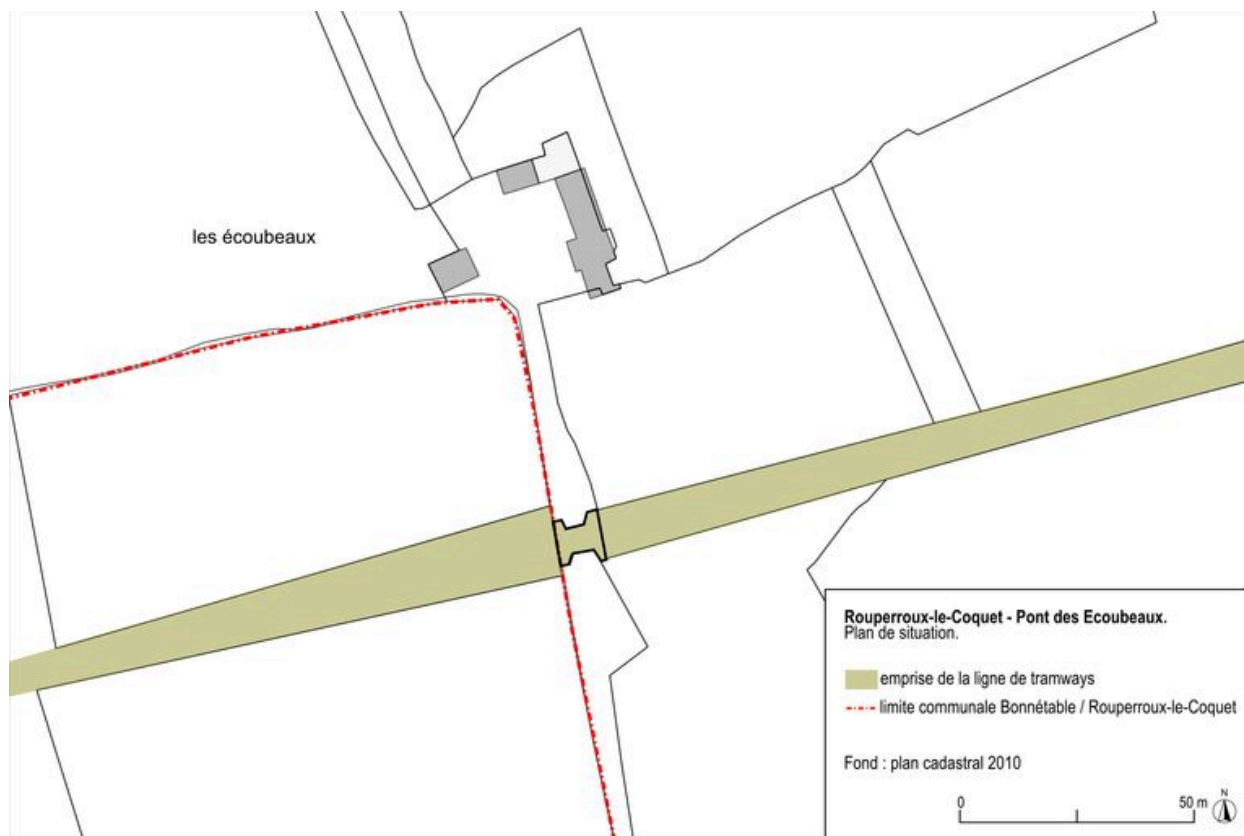 les écoubeaux
Rouperroux-le-Coquet - Pont des Ecoubeaux.
Plan de situation.
emprise de la ligne de tramways
limite communale Bonnétable / Rouperroux-le-Coquet
Fond : plan cadastral 2010
0 50 m N